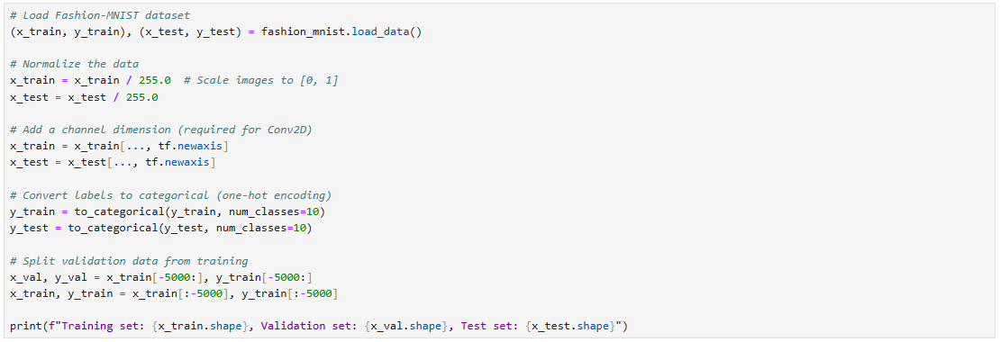 # Load Fashion-MNIST dataset
(x_train, y_train), (x_test, y_test) = fashion_mnist.load_data()
# Normalize the data
x_train = x_train / 255.0  # Scale images to [0, 1]
x_test = x_test / 255.0
# Add a channel dimension (required for Conv2D)
x_train = x_train[..., tf.newaxis]
x_test = x_test[..., tf.newaxis]
# Convert labels to categorical (one-hot encoding)
y_train = to_categorical(y_train, num_classes=10)
y_test = to_categorical(y_test, num_classes=10)
# Split validation data from training
x_val, y_val = x_train[-5000:], y_train[-5000:]
x_train, y_train = x_train[:-5000], y_train[:-5000]
print(f"Training set: {x_train.shape}, Validation set: {x_val.shape}, Test set: {x_test.shape}")